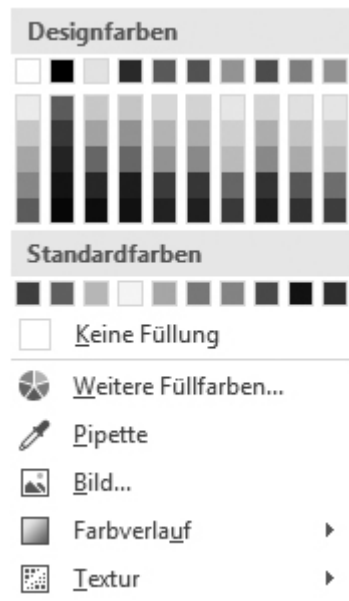 Designfarben
Standardfarben
Keine Füllung
Weitere Füllfarben...
Pipette
Bild...
Farbverlauf
Textur